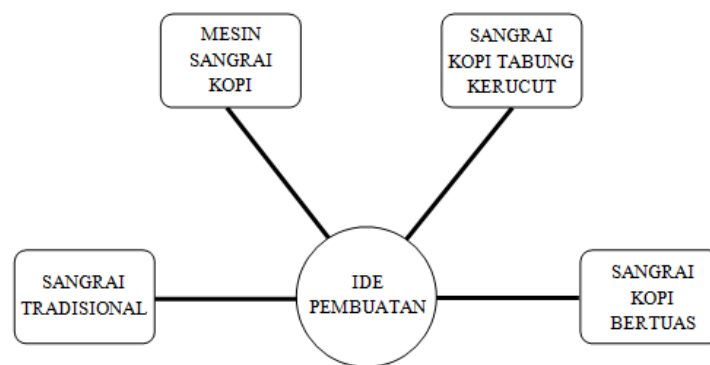 MESIN
SANGRAI
KOPI
SANGRAI
KOPI TABUNG
KERUCUT
SANGRAI
TRADISIONAL
IDE
PEMBUATAN
SANGRAI
KOPI
BERTUAS